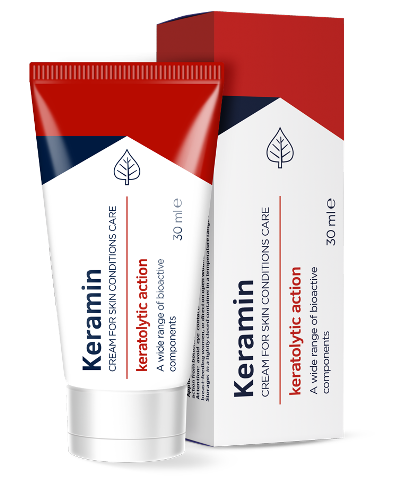 Keramin
CREAM FOR SKIN CONDITIONS CARE
keratolytic action
A wide range of bioactive
components
30 ml ℮
Keramin
CREAM FOR SKIN CONDITIONS CARE
keratolytic action
A wide range of bioactive
components
30 ml ℮